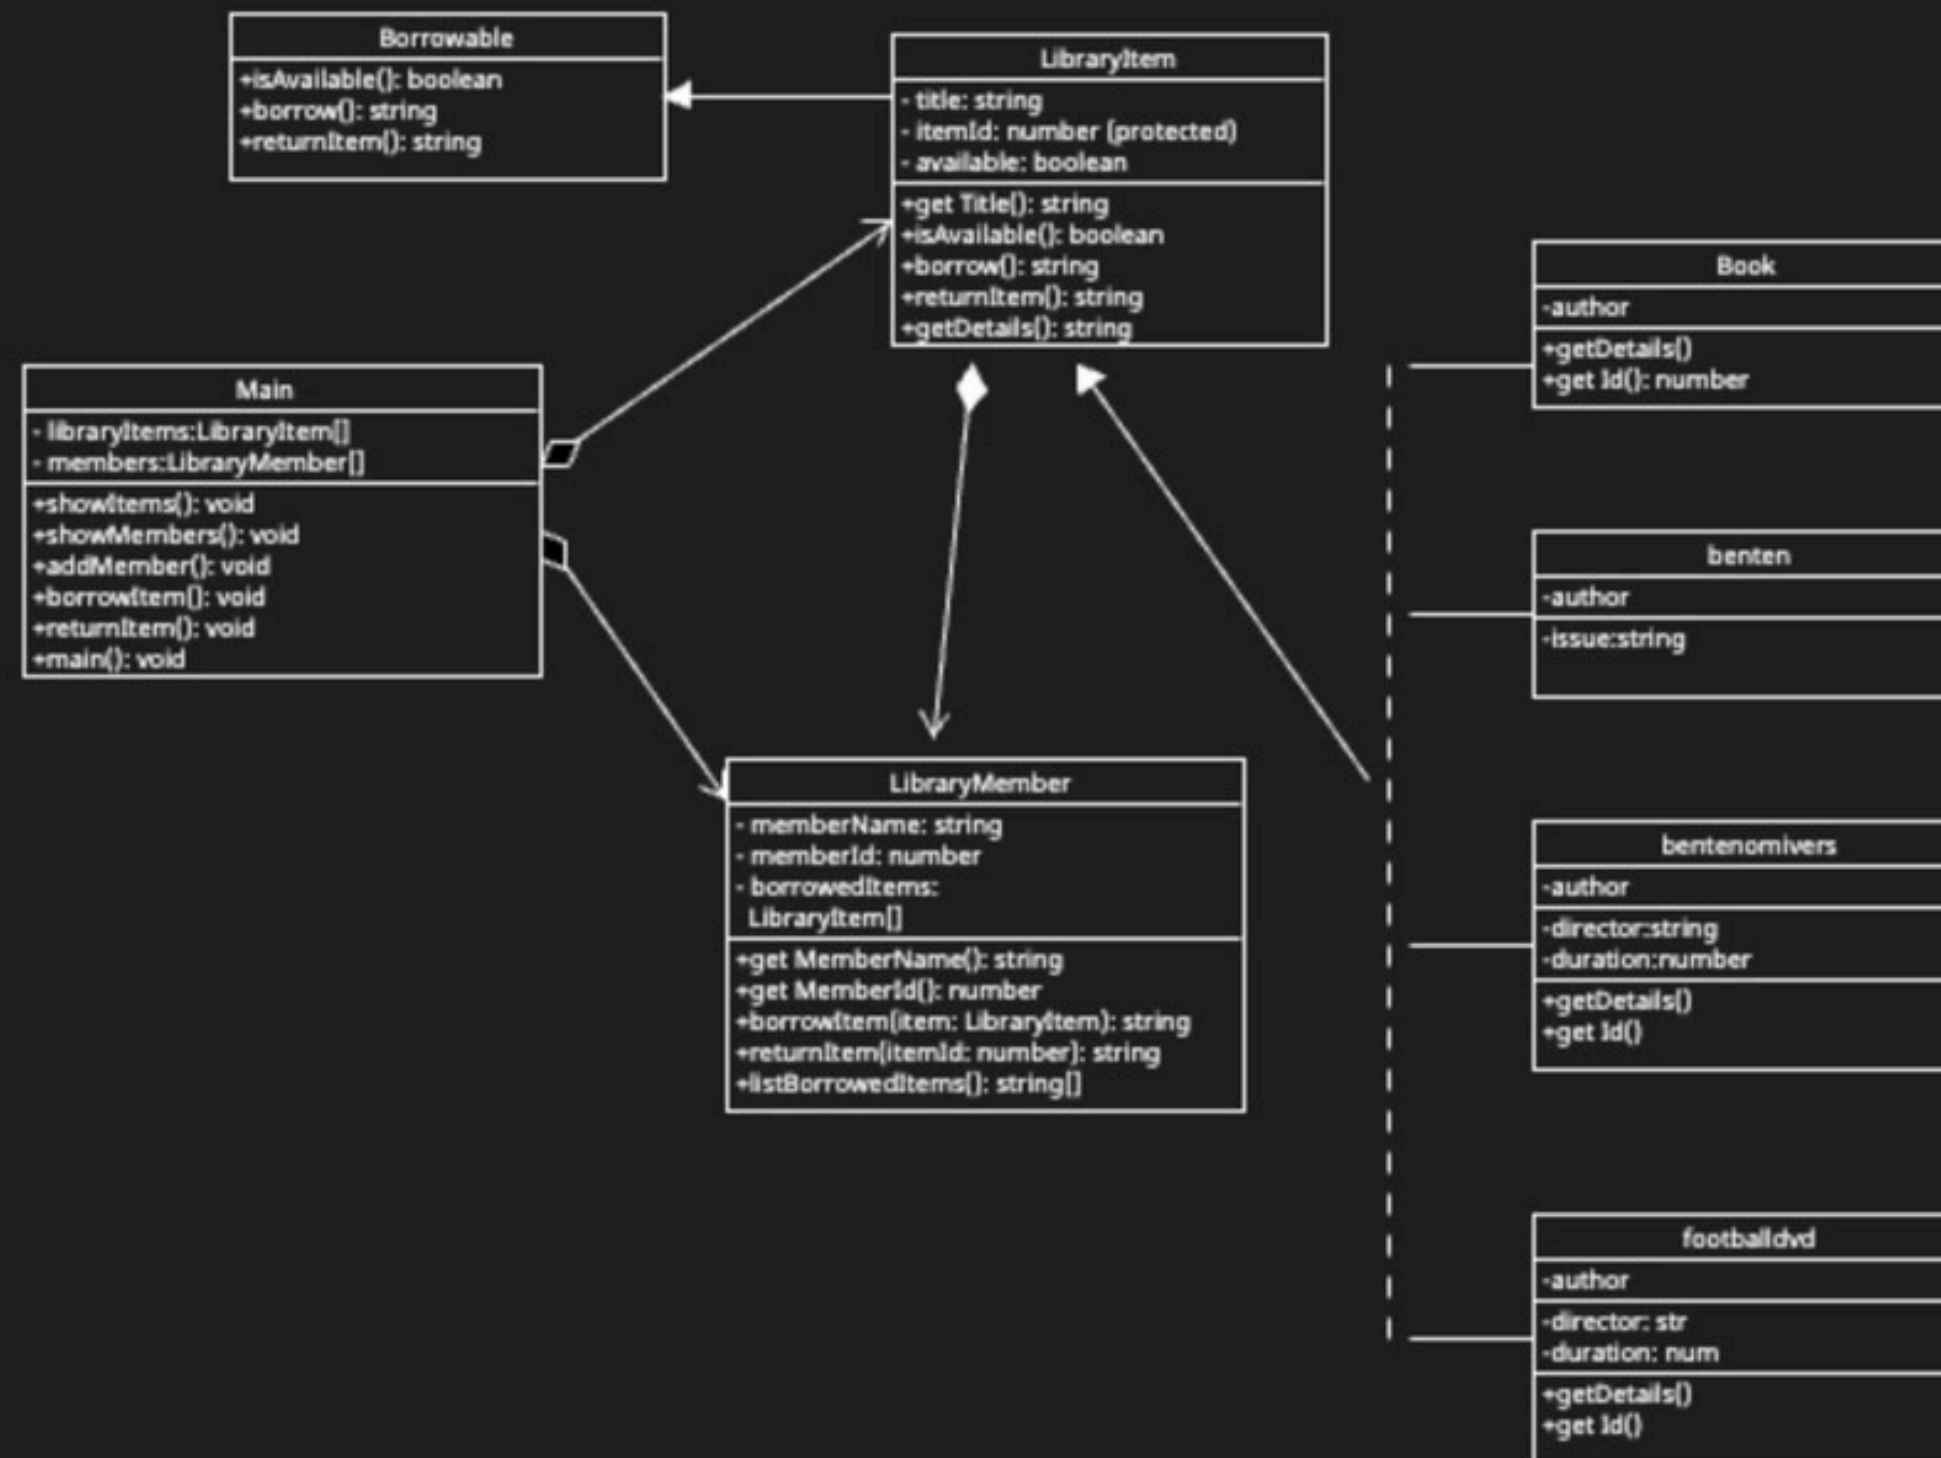 Borrowable
+isAvailable(): boolean
+borrow(): string
+returnItem(): string
LibraryItem
- title: string
- itemId: number (protected)
- available: boolean
+get Title(): string
+isAvailable(): boolean
+borrow(): string
+returnItem(): string
+getDetails(): string
Main
- libraryItems:LibraryItem[]
- members:LibraryMember[]
+showItems(): void
+showMembers(): void
+addMember(): void
+borrowItem(): void
+returnItem(): void
+main(): void
LibraryMember
- memberName: string
- memberId: number
- borrowedItems:
LibraryItem[]
+get MemberName(): string
+get MemberId(): number
+borrowItem(item: LibraryItem): string
+returnItem(itemId: number): string
+listBorrowedItems(): string[]
Book
-author
+getDetails()
+get Id(): number
benten
-author
-issue:string
bentenomivers
-author
-director:string
-duration:number
+getDetails()
+get Id()
footballdvd
-author
-director: str
-duration: num
+getDetails()
+get Id()